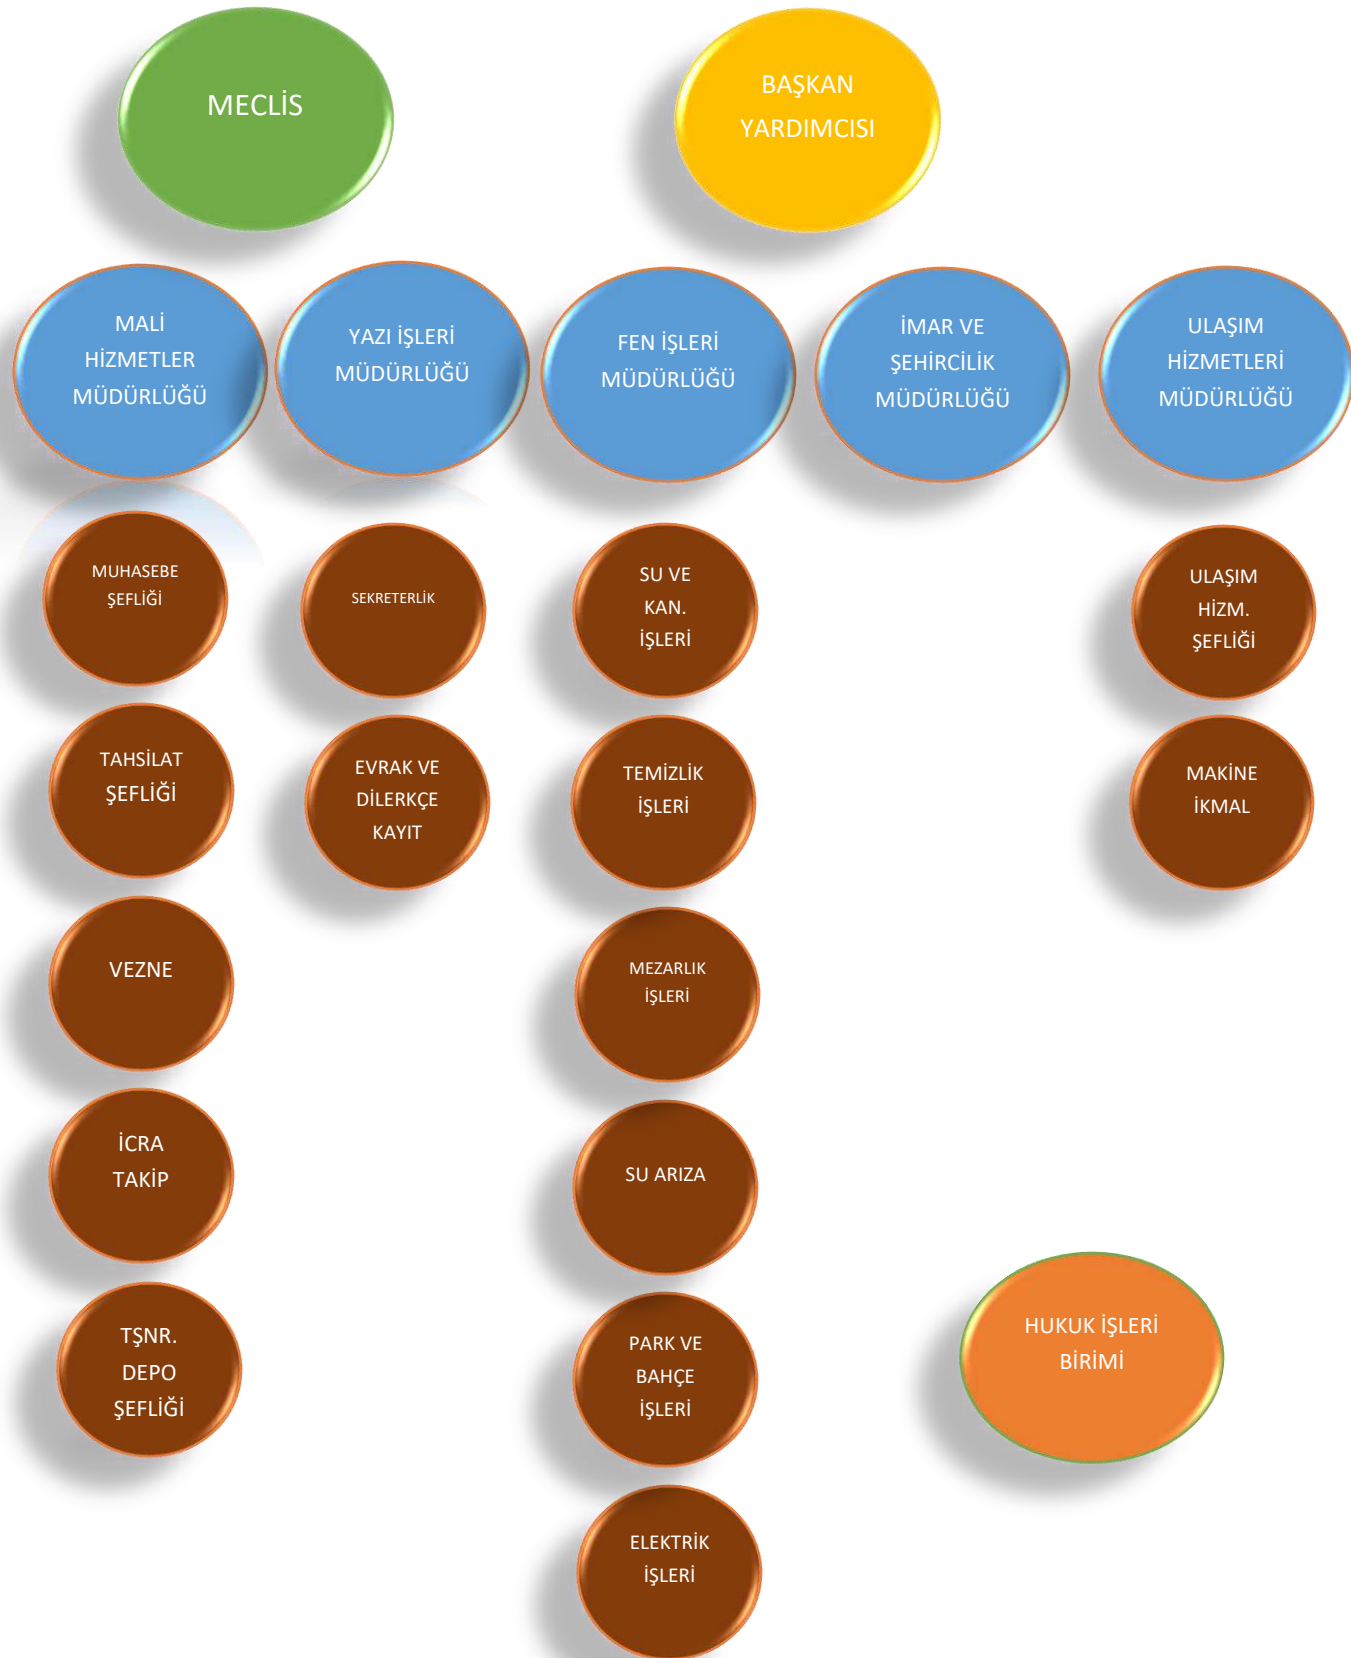 MECLİS
BAŞKAN
YARDIMCISI
MALİ
HİZMETLER
MÜDÜRLÜĞÜ
YAZI İŞLERİ
MÜDÜRLÜĞÜ
FEN İŞLERİ
MÜDÜRLÜĞÜ
İMAR VE
ŞEHİRCİLİK
MÜDÜRLÜĞÜ
ULAŞIM
HİZMETLERİ
MÜDÜRLÜĞÜ
MUHASEBE
ŞEFLİĞİ
SEKRETERLİK
SU VE
KAN.
İŞLERİ
ULAŞIM
HİZM.
ŞEFLİĞİ
TAHSİLAT
ŞEFLİĞİ
EVRAK VE
DİLERKÇE
KAYIT
TEMİZLİK
İŞLERİ
MAKİNE
İKMAL
VEZNE
MEZARLIK
İŞLERİ
İCRA
TAKİP
SU ARIZA
TŞNR.
DEPO
ŞEFLİĞİ
PARK VE
BAHÇE
İŞLERİ
HUKUK İŞLERİ
BİRİMİ
ELEKTRİK
İŞLERİ